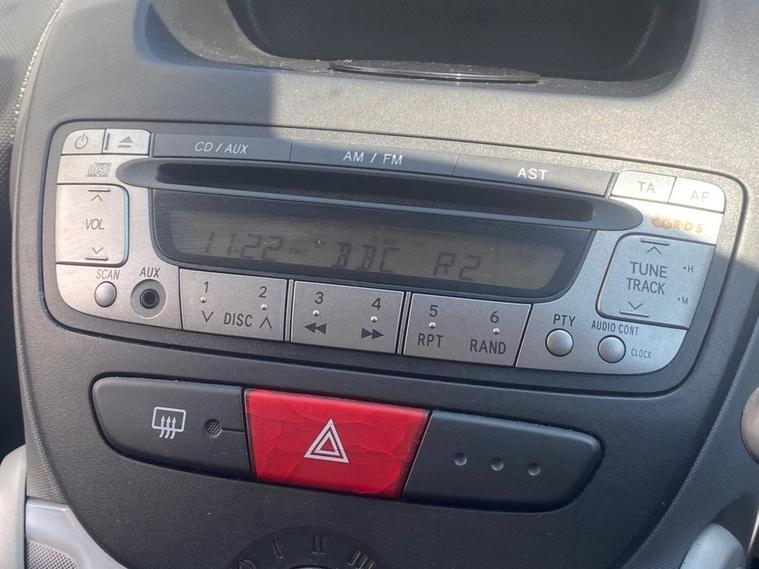 CD / AUX AM / FM AST TA AF
VOL
11:22 BBC R2
RDS
TUNE
TRACK
H
M
SCAN AUX
1 2
DISC
3 4
5 6
RPT RAND
PTY AUDIO CONT
CLOCK